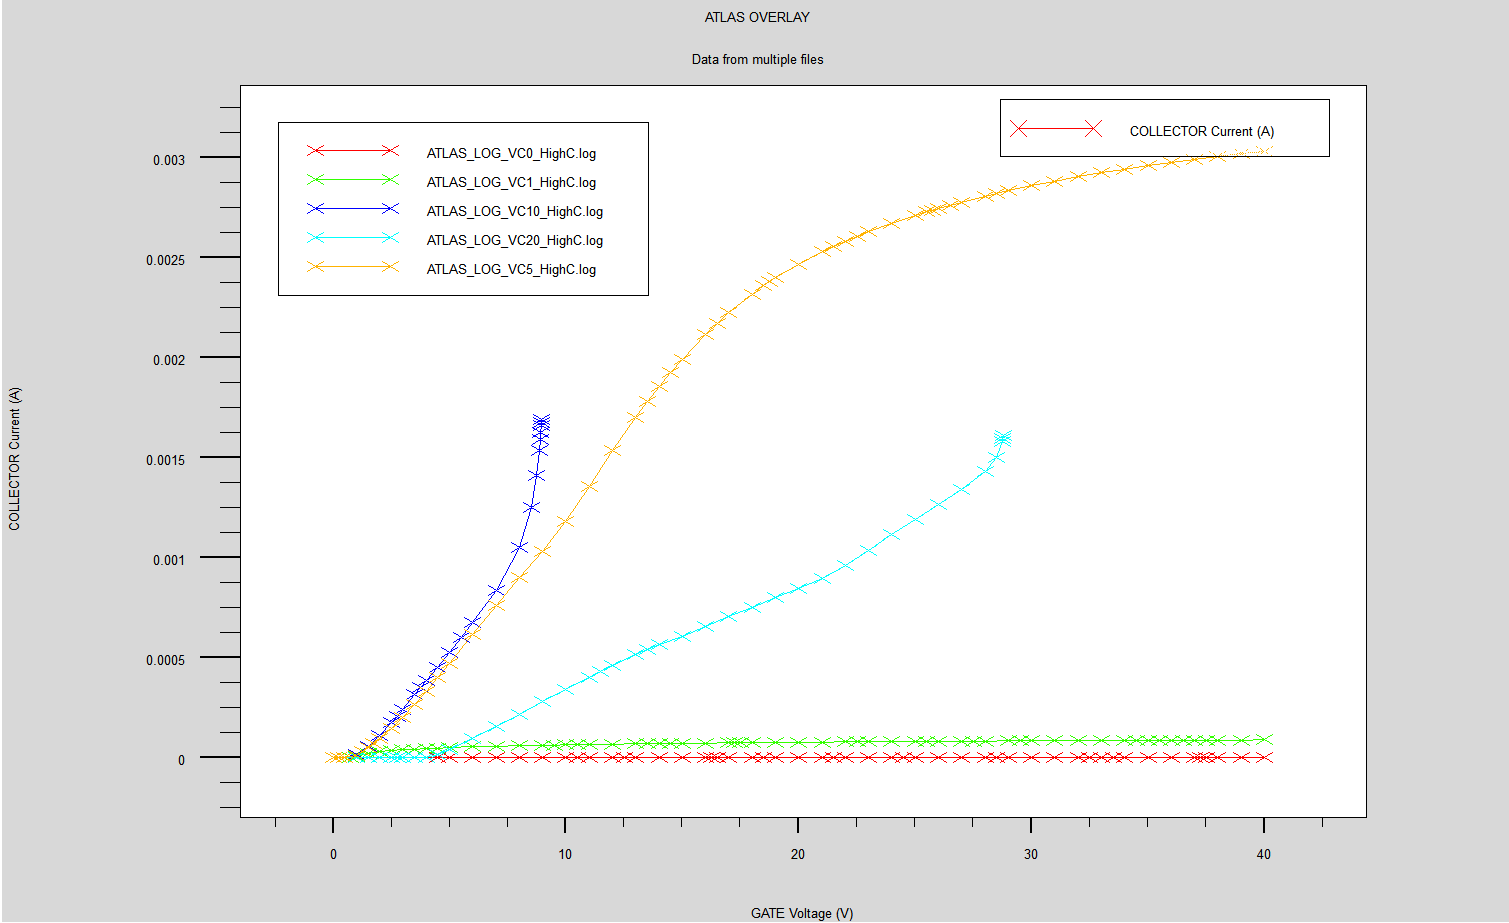 ATLAS OVERLAY
Data from multiple files
ATLAS_LOG_VC0_HighC.log
ATLAS_LOG_VC1_HighC.log
ATLAS_LOG_VC10_HighC.log
ATLAS_LOG_VC20_HighC.log
ATLAS_LOG_VC5_HighC.log
COLLECTOR Current (A)
COLLECTOR Current (A)
0.003
0.0025
0.002
0.0015
0.001
0.0005
0
0 10 20 30 40
GATE Voltage (V)